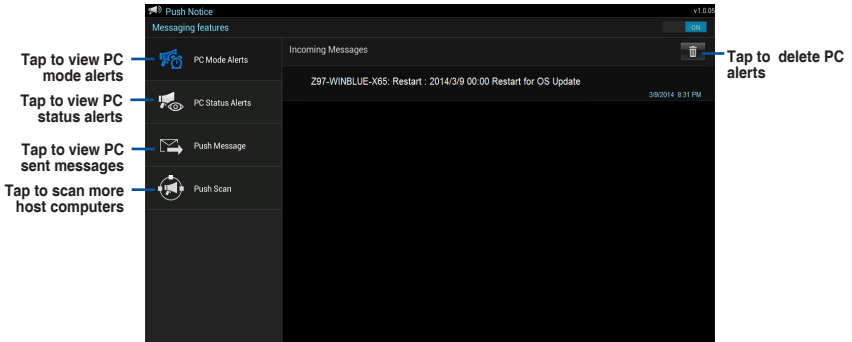 Push Notice
v1.0.05
Messaging features
ON
PC Mode Alerts
PC Status Alerts
Push Message
Push Scan
Incoming Messages
Z97-WINBLUE-X65: Restart : 2014/3/9 00:00 Restart for OS Update
3/9/2014 8:31 PM
Tap to view PC
mode alerts
Tap to view PC
status alerts
Tap to view PC
sent messages
Tap to scan more
host computers
Tap to delete PC
alerts